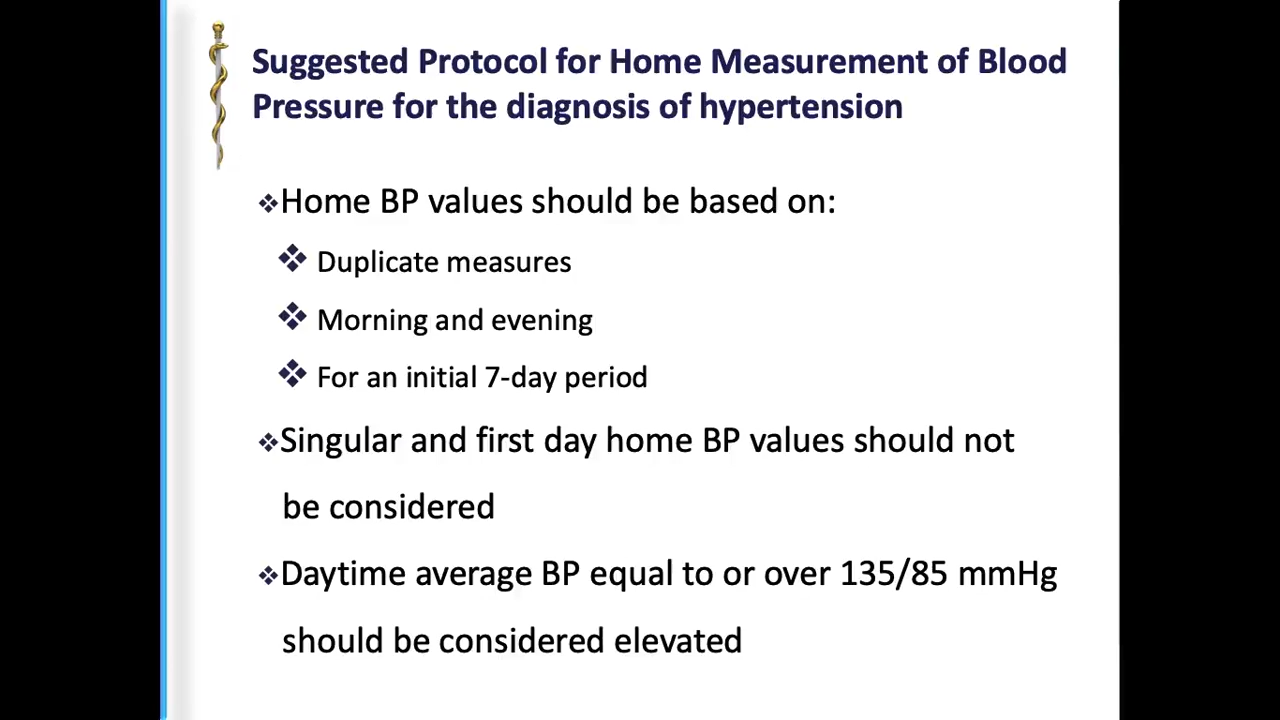 Suggested Protocol for Home Measurement of Blood
Pressure for the diagnosis of hypertension
❖Home BP values should be based on:
❖ Duplicate measures
❖ Morning and evening
❖ For an initial 7-day period
❖Singular and first day home BP values should not
be considered
❖Daytime average BP equal to or over 135/85 mmHg
should be considered elevated